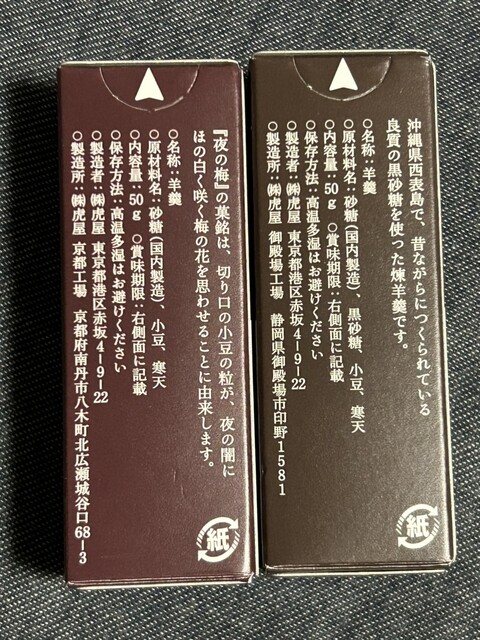 沖縄県西表島で、昔ながらにつくられている
良質の黒砂糖を使った煉羊羹です。
○名称：羊羹
○原材料名：砂糖（国内製造）、黒砂糖、小豆、寒天
○内容量：50g ○賞味期限：右側面に記載
○保存方法：高温多湿はお避けください
○製造者：㈱虎屋 東京都港区赤坂4-9-22
○製造所：㈱虎屋 御殿場工場 静岡県御殿場市印野1581
紙
『夜の梅』の菓銘は、切り口の小豆の粒が、夜の闇に
ほの白く咲く梅の花を思わせることに由来します。
○名称：羊羹
○原材料名：砂糖（国内製造）、小豆、寒天
○内容量：50g ○賞味期限：右側面に記載
○保存方法：高温多湿はお避けください
○製造者：㈱虎屋 東京都港区赤坂4-9-22
○製造所：㈱虎屋 京都工場 京都府南丹市八木町北広瀬城谷口68-3
紙